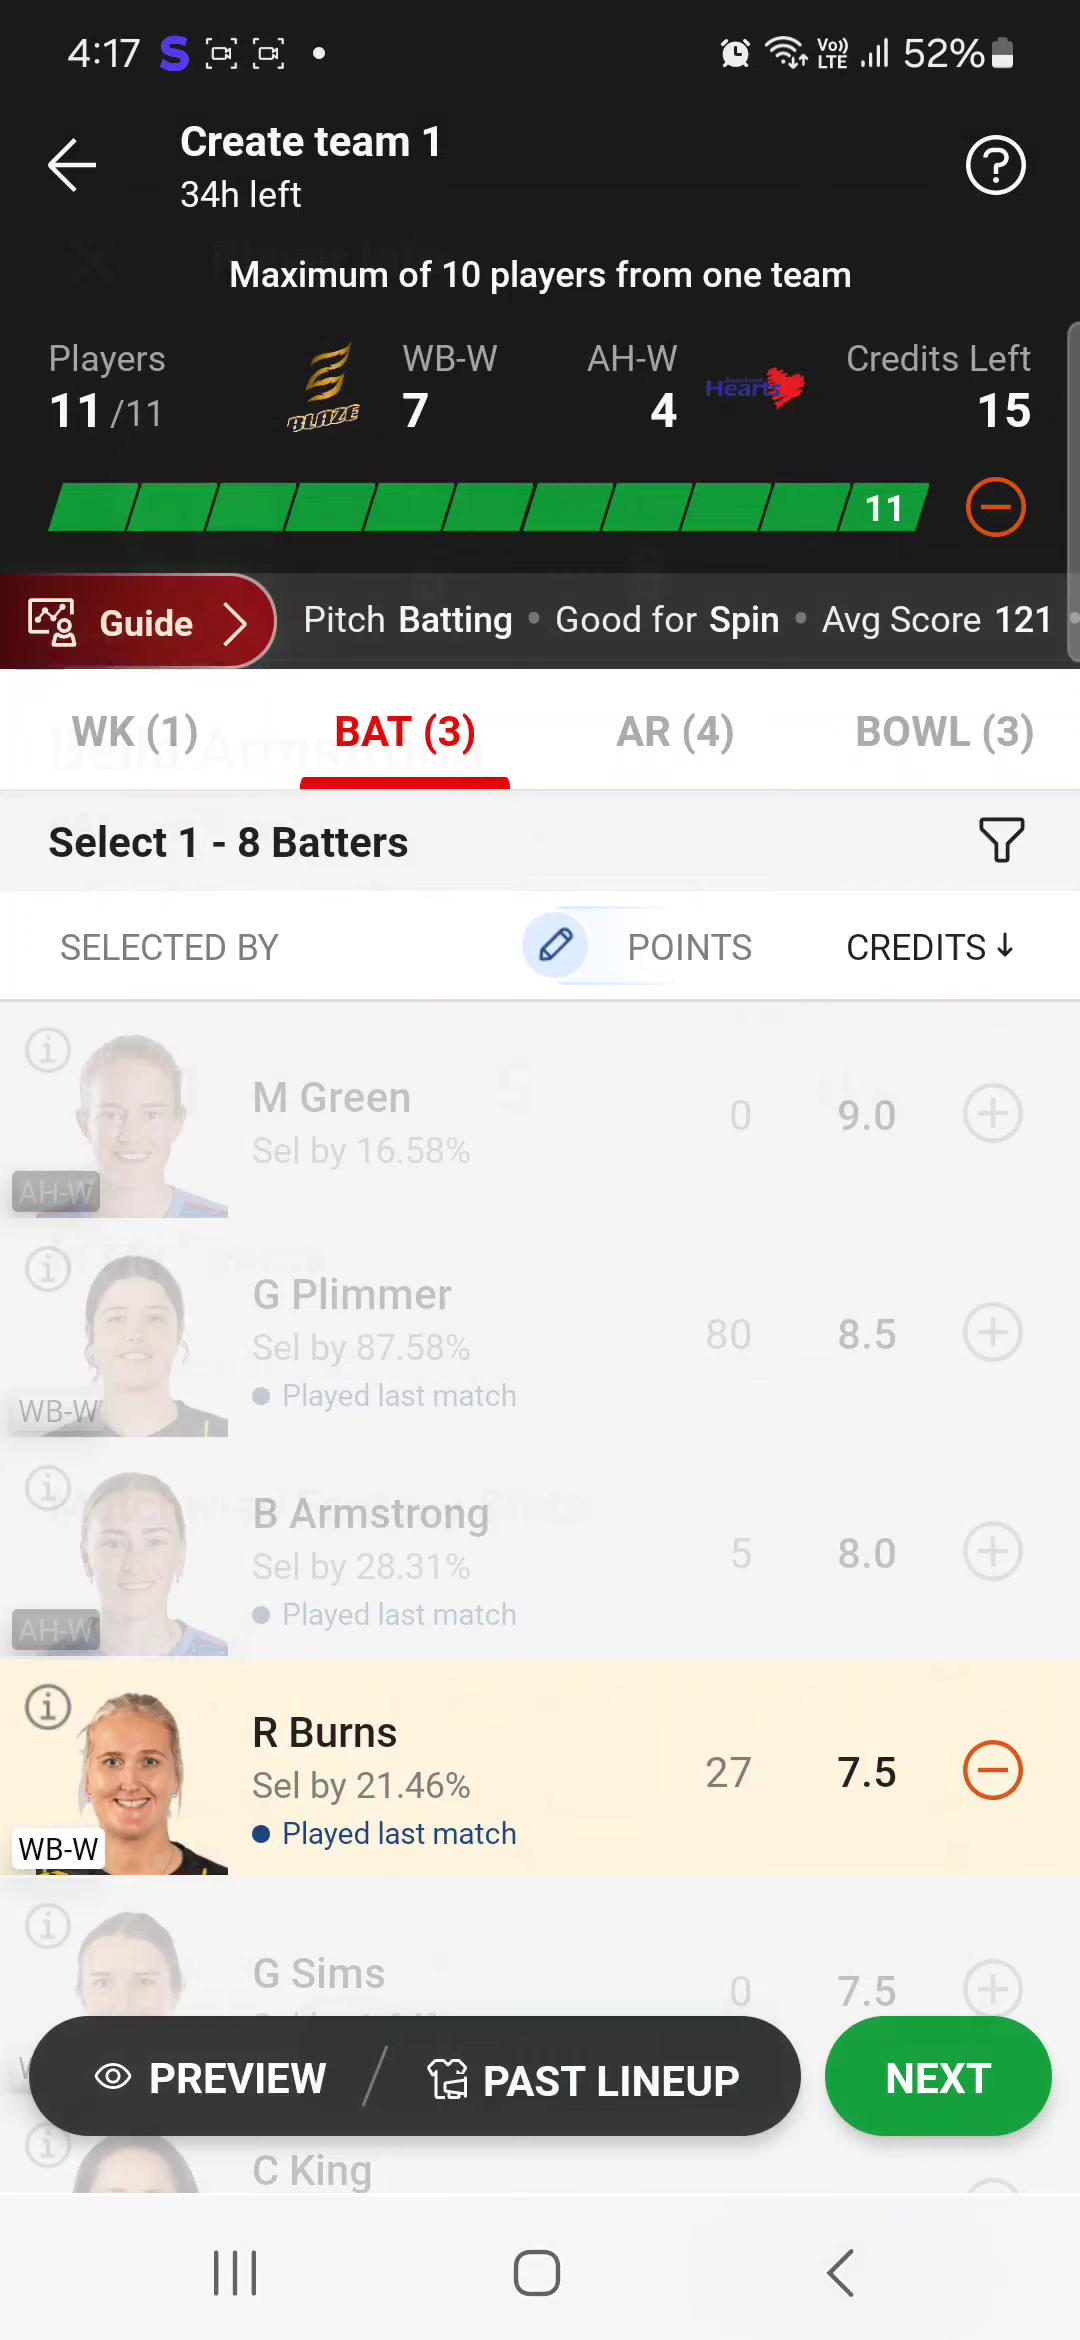 4:17 S 52%
Vo)) LTE
Create team 1
34h left
Maximum of 10 players from one team
Players WB-W AH-W Credits Left
11/11 BLAZE 7 4 Auckland Hearts 15
11
Guide Pitch Batting • Good for Spin • Avg Score 121
WK (1) BAT (3) AR (4) BOWL (3)
Select 1 - 8 Batters
SELECTED BY POINTS CREDITS ↓
M Green 0 9.0
Sel by 16.58%
AH-W
G Plimmer 80 8.5
Sel by 87.58%
Played last match
WB-W
B Armstrong 5 8.0
Sel by 28.31%
Played last match
AH-W
R Burns 27 7.5
Sel by 21.46%
Played last match
WB-W
G Sims 0 7.5
PREVIEW / PAST LINEUP NEXT
C King